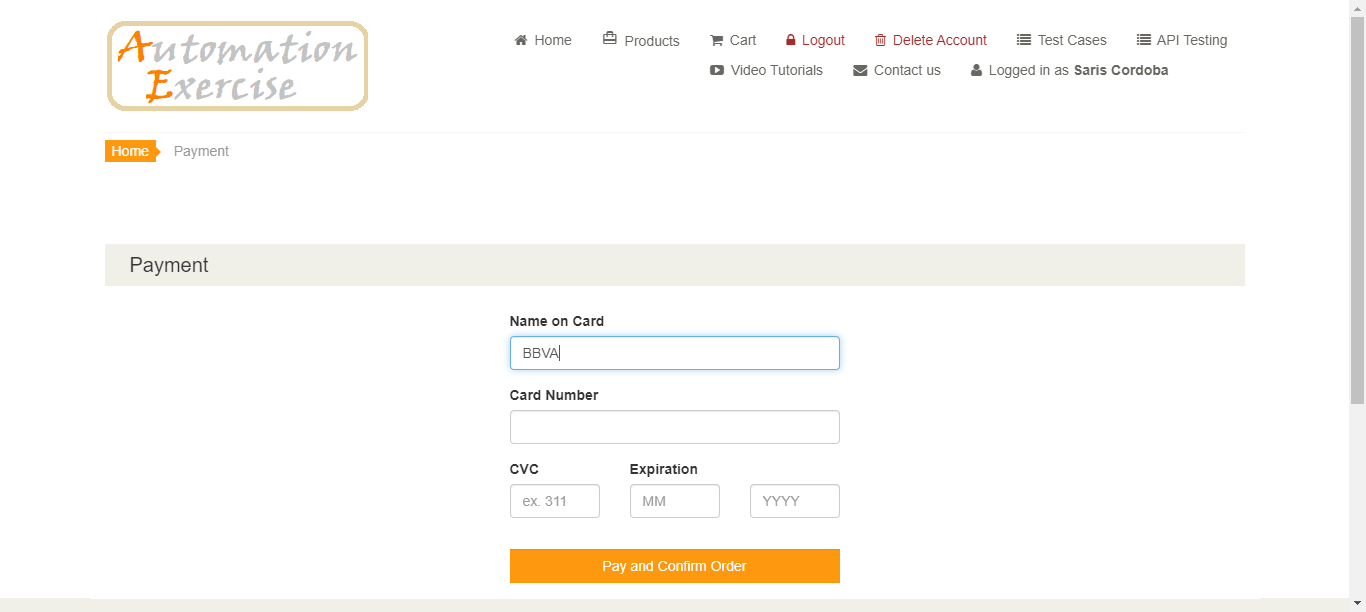 Automation
Exercise
Home Products Cart Logout Delete Account Test Cases API Testing
Video Tutorials Contact us Logged in as Saris Cordoba
Home Payment
Payment
Name on Card
BBVA
Card Number
CVC Expiration
ex. 311 MM YYYY
Pay and Confirm Order